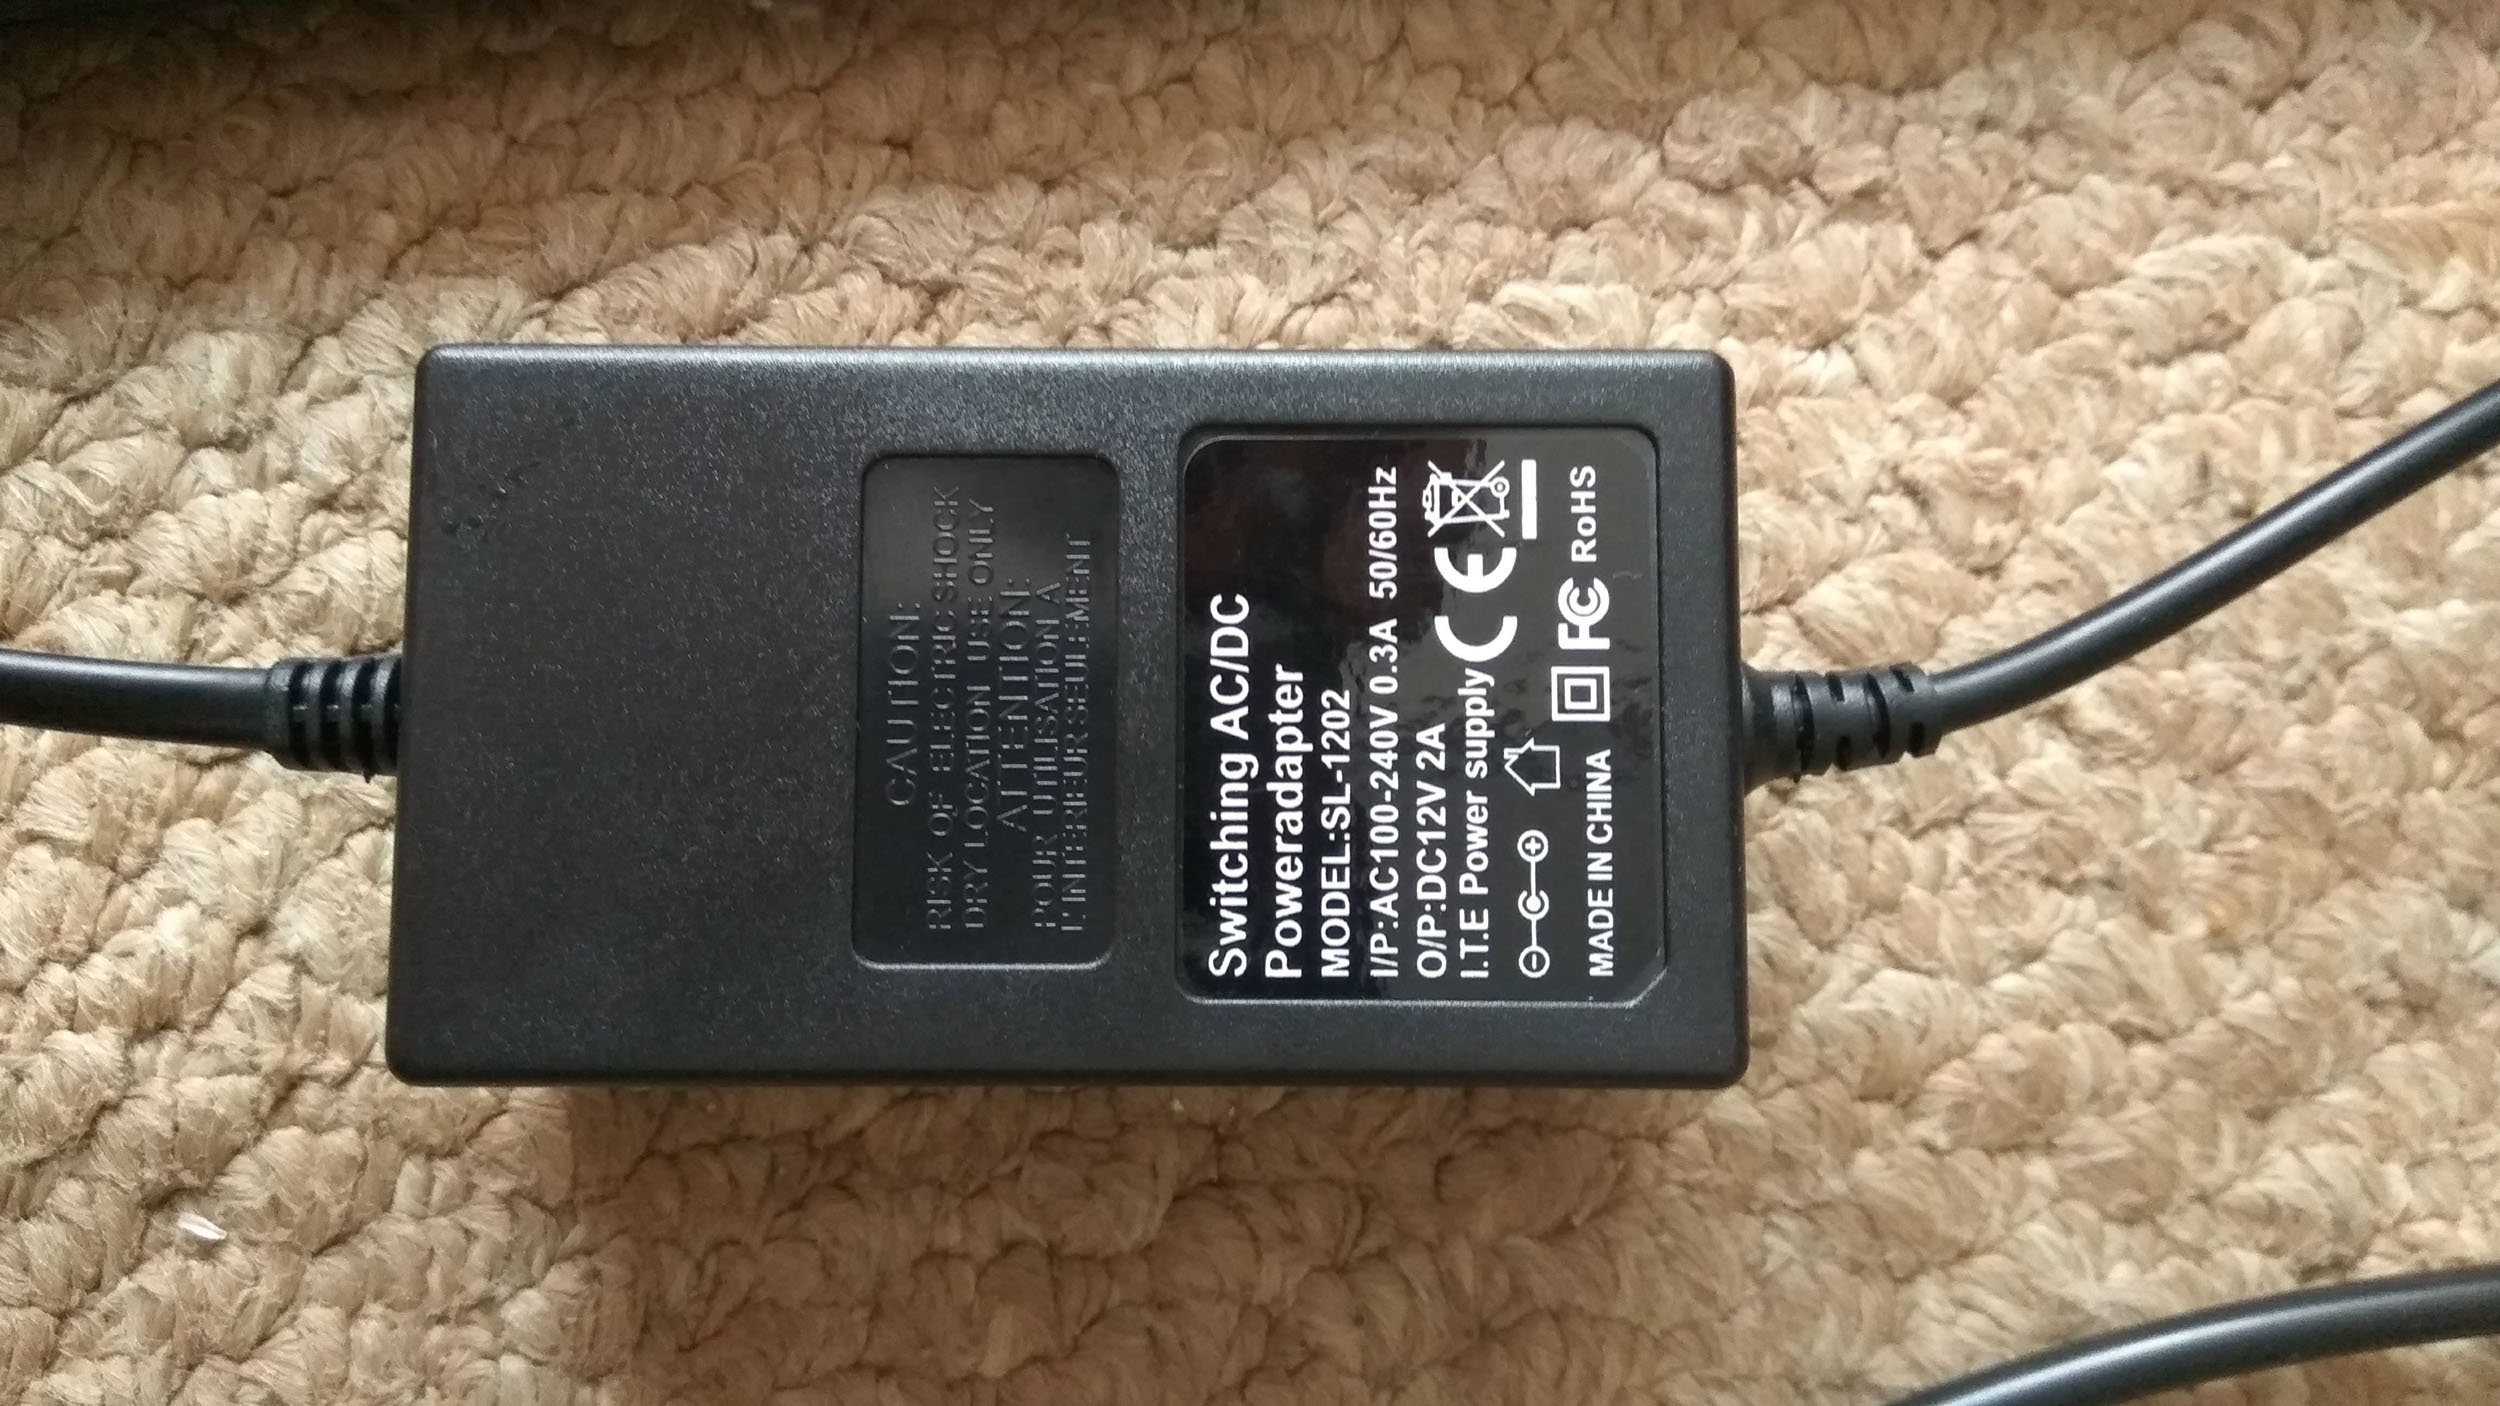 CAUTION:
RISK OF ELECTRIC SHOCK
DRY LOCATION USE ONLY
ATTENTION:
POUR UTILISATION A
L'INTERIEUR SEULEMENT
Switching AC/DC
Poweradapter
MODEL:SL-1202
I/P:AC100-240V 0.3A 50/60Hz
O/P:DC12V 2A
I.T.E Power supply CE
MADE IN CHINA FC RoHS